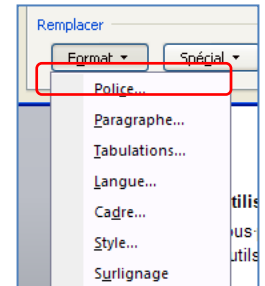 Remplacer
Format Spécial
Police...
Paragraphe...
Tabulations...
Langue...
Cadre...
Style...
Surlignage